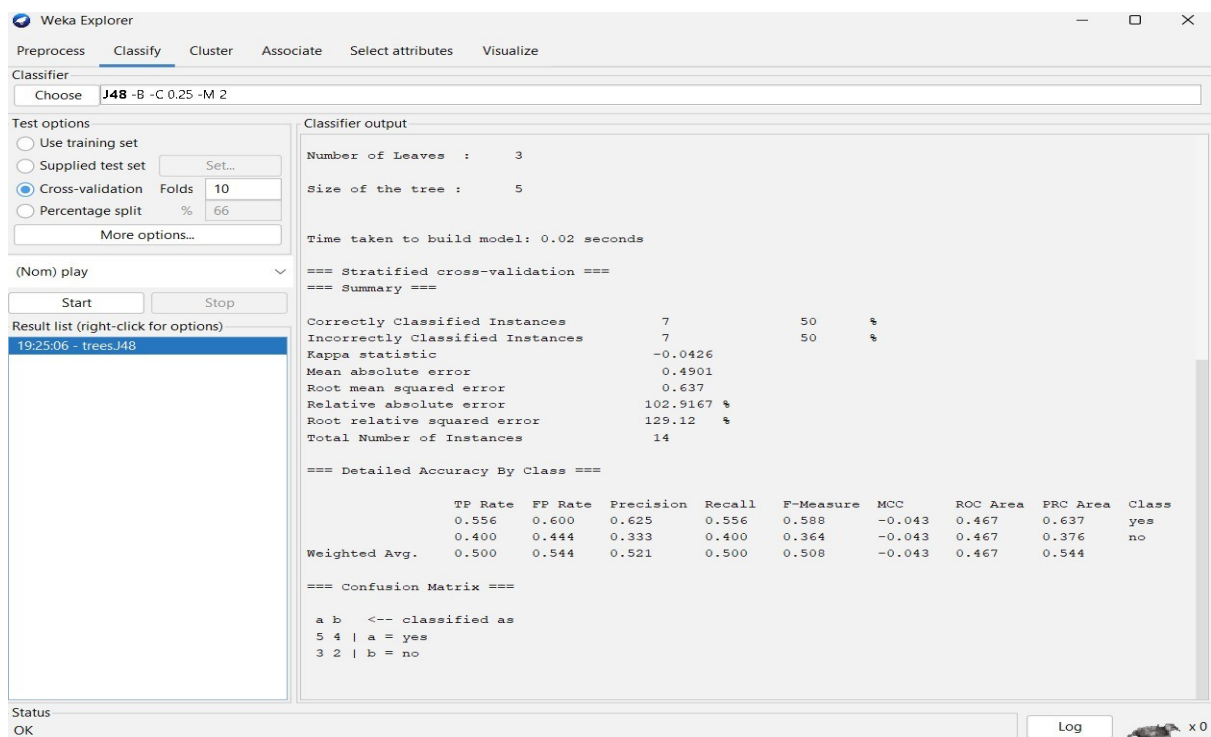 Weka Explorer
Preprocess Classify Cluster Associate Select attributes Visualize
Classifier
Choose J48 -B -C 0.25 -M 2
Test options
Use training set
Supplied test set Set...
Cross-validation Folds 10
Percentage split % 66
More options...
(Nom) play
Start Stop
Result list (right-click for options)
19:25:06 - trees.J48
Classifier output
Number of Leaves : 3
Size of the tree : 5
Time taken to build model: 0.02 seconds
=== Stratified cross-validation ===
=== Summary ===
Correctly Classified Instances 7 50 %
Incorrectly Classified Instances 7 50 %
Kappa statistic -0.0426
Mean absolute error 0.4901
Root mean squared error 0.637
Relative absolute error 102.9167 %
Root relative squared error 129.12 %
Total Number of Instances 14
=== Detailed Accuracy By Class ===
TP Rate FP Rate Precision Recall F-Measure MCC ROC Area PRC Area Class
0.556 0.600 0.625 0.556 0.588 -0.043 0.467 0.637 yes
0.400 0.444 0.333 0.400 0.364 -0.043 0.467 0.376 no
Weighted Avg. 0.500 0.544 0.521 0.500 0.508 -0.043 0.467 0.544
=== Confusion Matrix ===
a b <-- classified as
5 4 | a = yes
3 2 | b = no
Status
OK
Log x 0